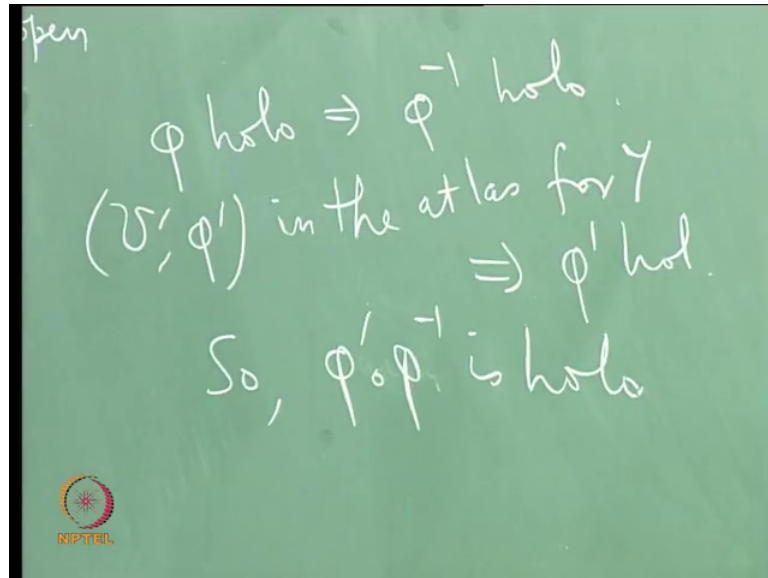 open
φ holo ⇒ φ⁻¹ holo.
(U', φ') in the atlas for Y
⇒ φ' hol.
So, φ'∘φ⁻¹ is holo
NPTEL